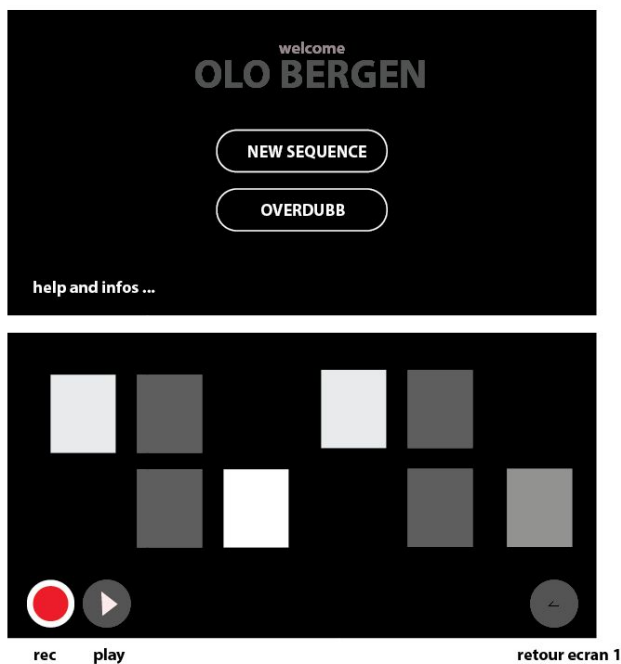 welcome
OLO BERGEN
NEW SEQUENCE
OVERDUBB
help and infos ...
rec play retour ecran 1